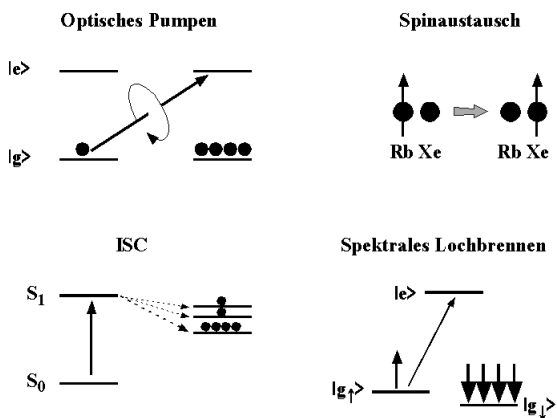 Optisches Pumpen
|e>
|g>
Spinaustausch
Rb Xe
Rb Xe
ISC
S₁
S₀
Spektrales Lochbrennen
|e>
|g↑>
|g↓>